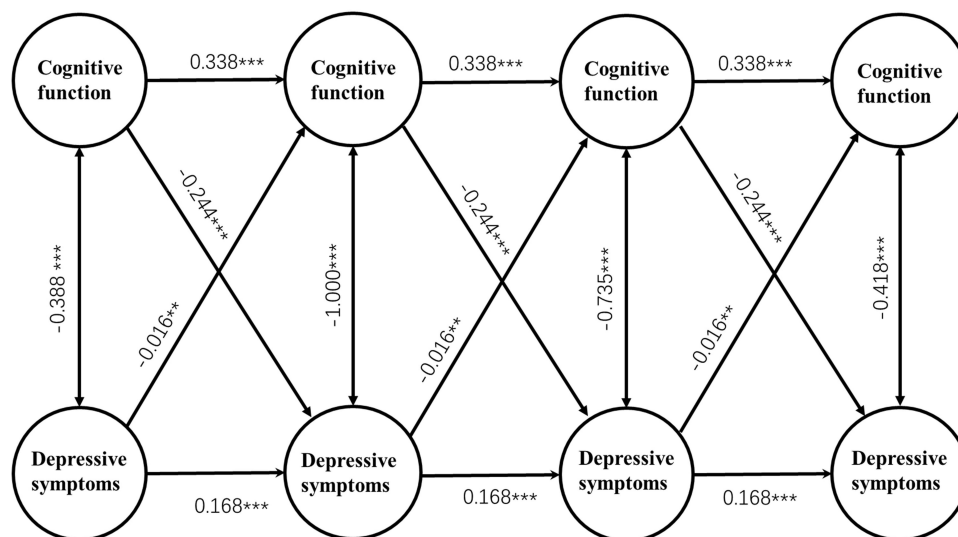 0.338***
0.338***
0.338***
Cognitive
function
Cognitive
function
Cognitive
function
Cognitive
function
-0.244***
-0.244***
-0.244***
-0.388 ***
-1.000***
-0.735***
-0.418***
-0.016**
-0.016**
-0.016**
Depressive
symptoms
Depressive
symptoms
Depressive
symptoms
Depressive
symptoms
0.168***
0.168***
0.168***